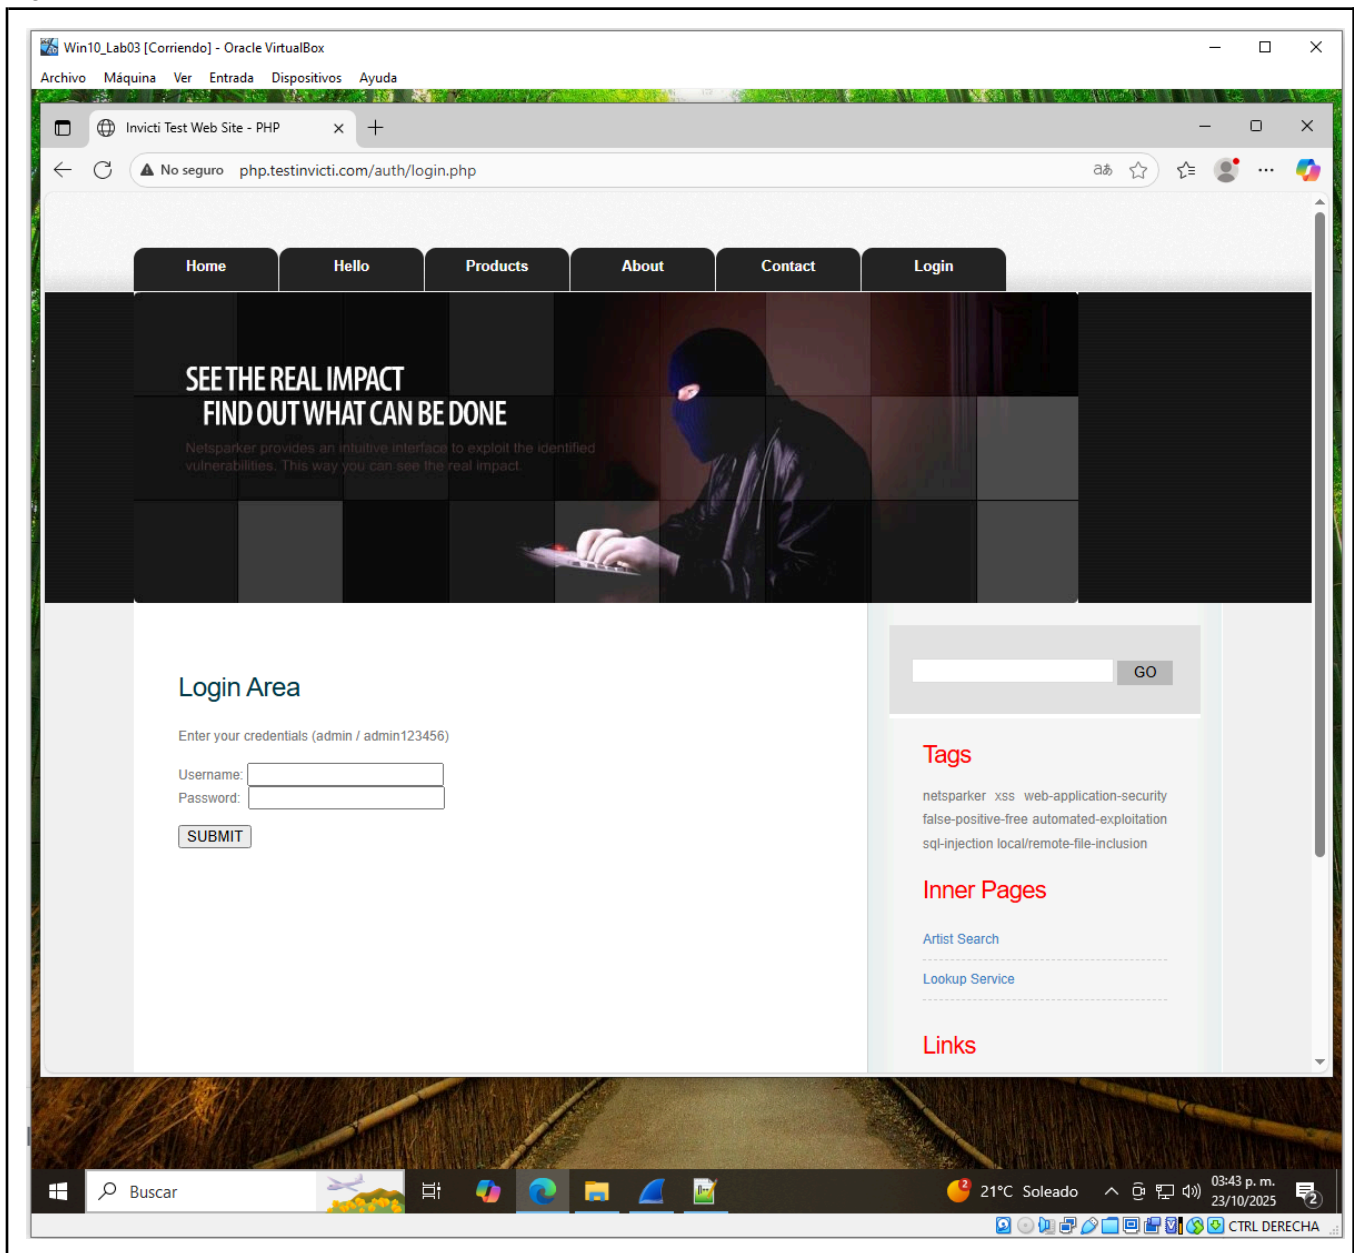 Win10_Lab03 [Corriendo] - Oracle VirtualBox
Archivo Máquina Ver Entrada Dispositivos Ayuda
Invicti Test Web Site - PHP
No seguro php.testinvicti.com/auth/login.php
Home Hello Products About Contact Login
SEE THE REAL IMPACT
FIND OUT WHAT CAN BE DONE
Netsparker provides an intuitive interface to exploit the identified
vulnerabilities. This way you can see the real impact.
GO
Login Area
Enter your credentials (admin / admin123456)
Username:
Password:
SUBMIT
Tags
netsparker xss web-application-security
false-positive-free automated-exploitation
sql-injection local/remote-file-inclusion
Inner Pages
Artist Search
Lookup Service
Links
Buscar
2
21°C Soleado
03:43 p. m.
23/10/2025
2
CTRL DERECHA